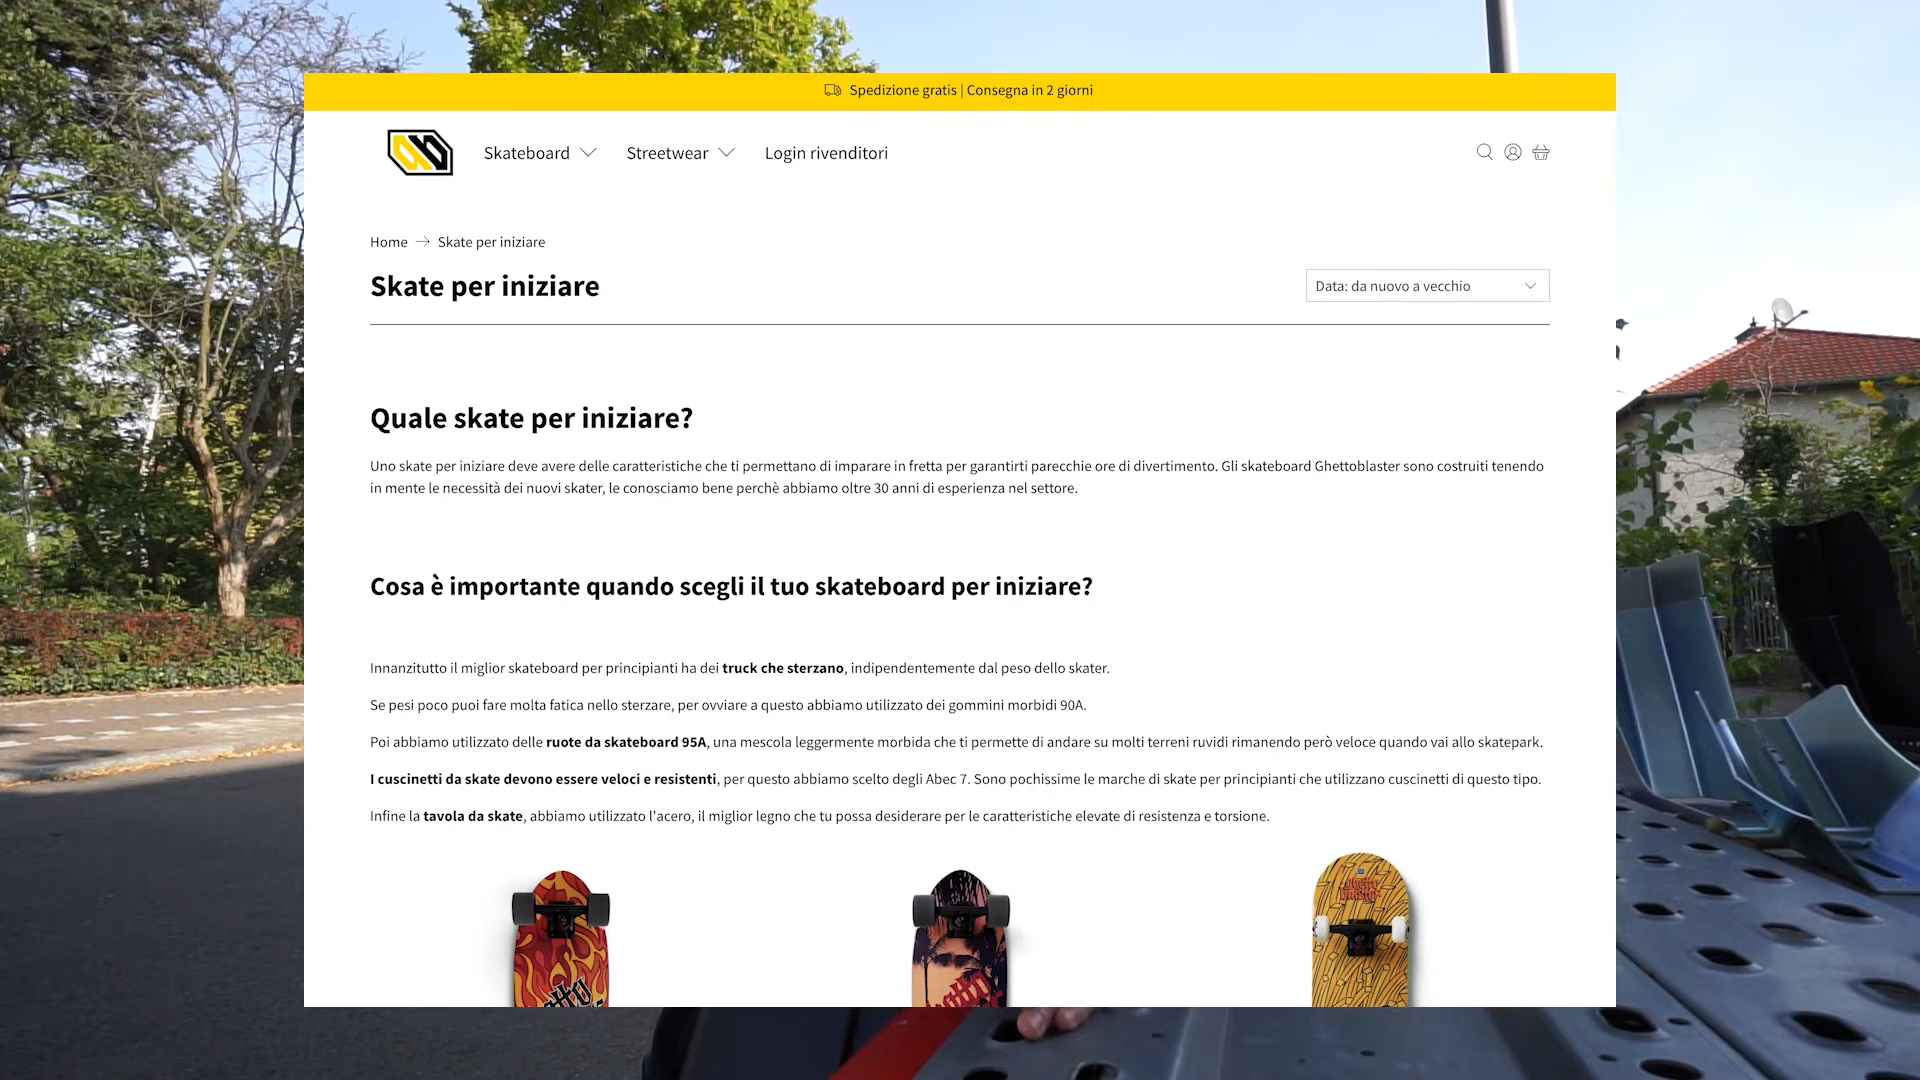 Spedizione gratis | Consegna in 2 giorni
Skateboard
Streetwear
Login rivenditori
Home
Skate per iniziare
Skate per iniziare
Data: da nuovo a vecchio
Quale skate per iniziare?
Uno skate per iniziare deve avere delle caratteristiche che ti permettano di imparare in fretta per garantirti parecchie ore di divertimento. Gli skateboard Ghettoblaster sono costruiti tenendo
in mente le necessità dei nuovi skater, le conosciamo bene perchè abbiamo oltre 30 anni di esperienza nel settore.
Cosa è importante quando scegli il tuo skateboard per iniziare?
Innanzitutto il miglior skateboard per principianti ha dei truck che sterzano, indipendentemente dal peso dello skater.
Se pesi poco puoi fare molta fatica nello sterzare, per ovviare a questo abbiamo utilizzato dei gommini morbidi 90A.
Poi abbiamo utilizzato delle ruote da skateboard 95A, una mescola leggermente morbida che ti permette di andare su molti terreni ruvidi rimanendo però veloce quando vai allo skatepark.
I cuscinetti da skate devono essere veloci e resistenti, per questo abbiamo scelto degli Abec 7. Sono pochissime le marche di skate per principianti che utilizzano cuscinetti di questo tipo.
Infine la tavola da skate, abbiamo utilizzato l'acero, il miglior legno che tu possa desiderare per le caratteristiche elevate di resistenza e torsione.